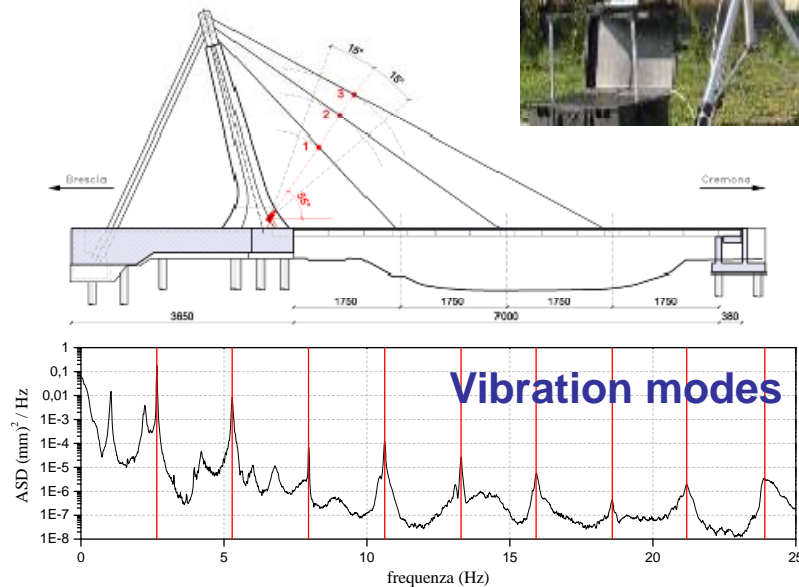 15°
15°
3
2
1
65°
Brescia
Cremona
1750
1750
1750
1750
3650
7000
380
Vibration modes
ASD (mm)² / Hz
1
0,1
0,01
1E-3
1E-4
1E-5
1E-6
1E-7
1E-8
0
5
10
15
20
25
frequenza (Hz)